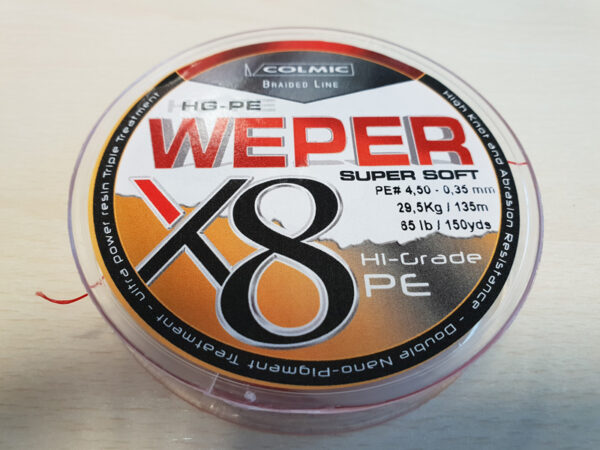 COLMIC
BRAIDED LINE
HG-PE
WEPER
SUPER SOFT
PE# 4,50 - 0,35 mm
29,5Kg / 135m
65 lb / 150yds
X8
HI-Grade
PE
High Knot and Abrasion Resistance - Double Nano-Pigment Treatment - ultra power resin Triple Treatment